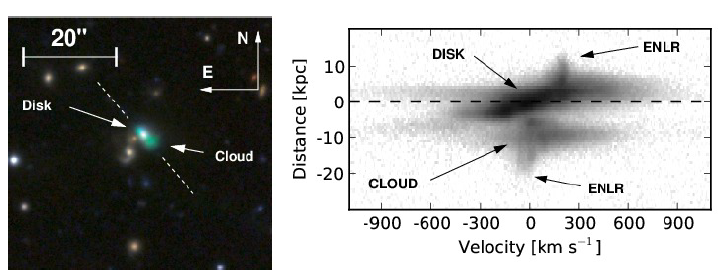 20"
N
E
Disk
Cloud
DISK
ENLR
CLOUD
ENLR
Distance [kpc]
10
0
-10
-20
-900 -600 -300 0 300 600 900
Velocity [km s⁻¹]